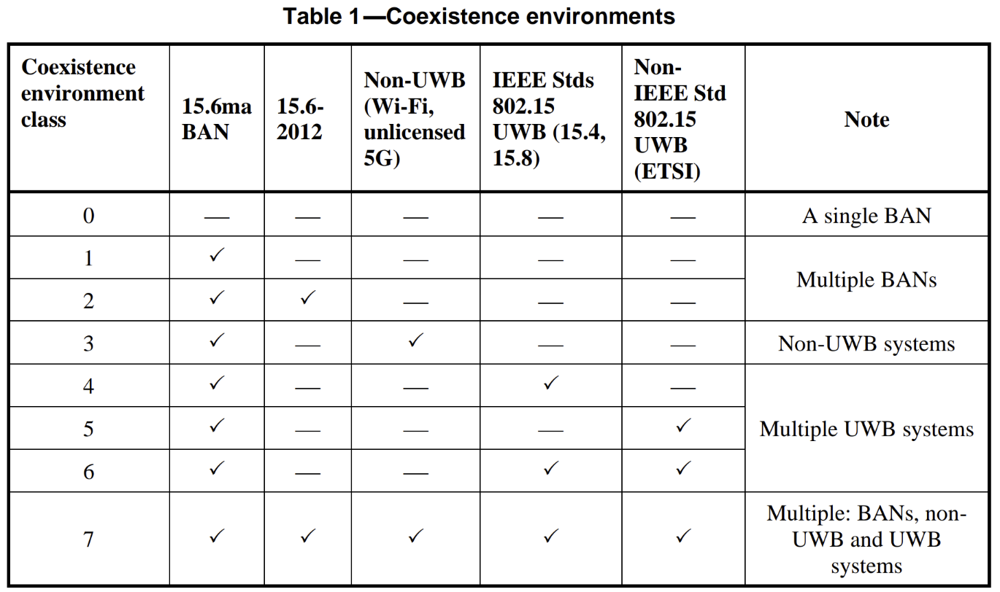 Table 1—Coexistence environments
Coexistence
environment
class
15.6ma
BAN
15.6-
2012
Non-UWB
(Wi-Fi,
unlicensed
5G)
IEEE Stds
802.15
UWB (15.4,
15.8)
Non-
IEEE Std
802.15
UWB
(ETSI)
Note
0 — — — — — A single BAN
1 ✓ — — — —
Multiple BANs
2 ✓ ✓ — — —
3 ✓ — ✓ — — Non-UWB systems
4 ✓ — — ✓ —
5 ✓ — — — ✓ Multiple UWB systems
6 ✓ — — ✓ ✓
7 ✓ ✓ ✓ ✓ ✓
Multiple: BANs, non-
UWB and UWB
systems